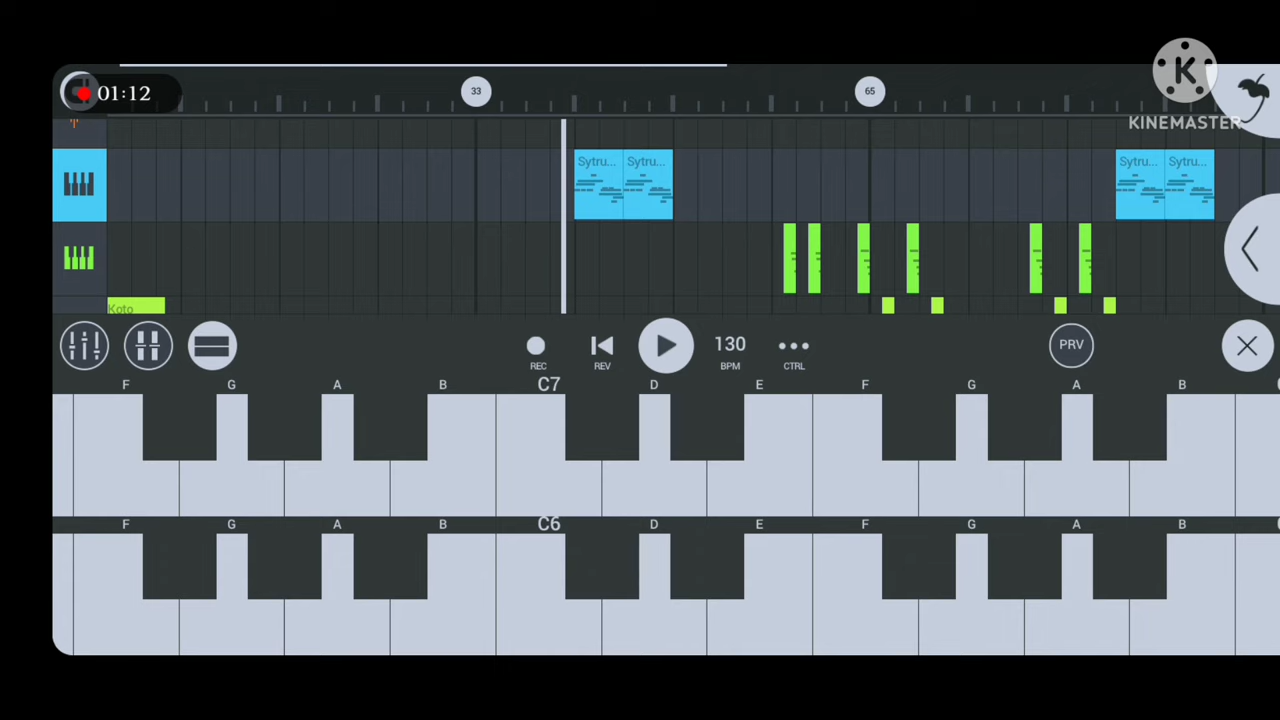 01:12
33
65
K
KINEMASTER
Sytru... Sytru...
Sytru... Sytru...
Koto
130
PRV
REC
REV
BPM
CTRL
F G A B C7 D E F G A B
F G A B C6 D E F G A B